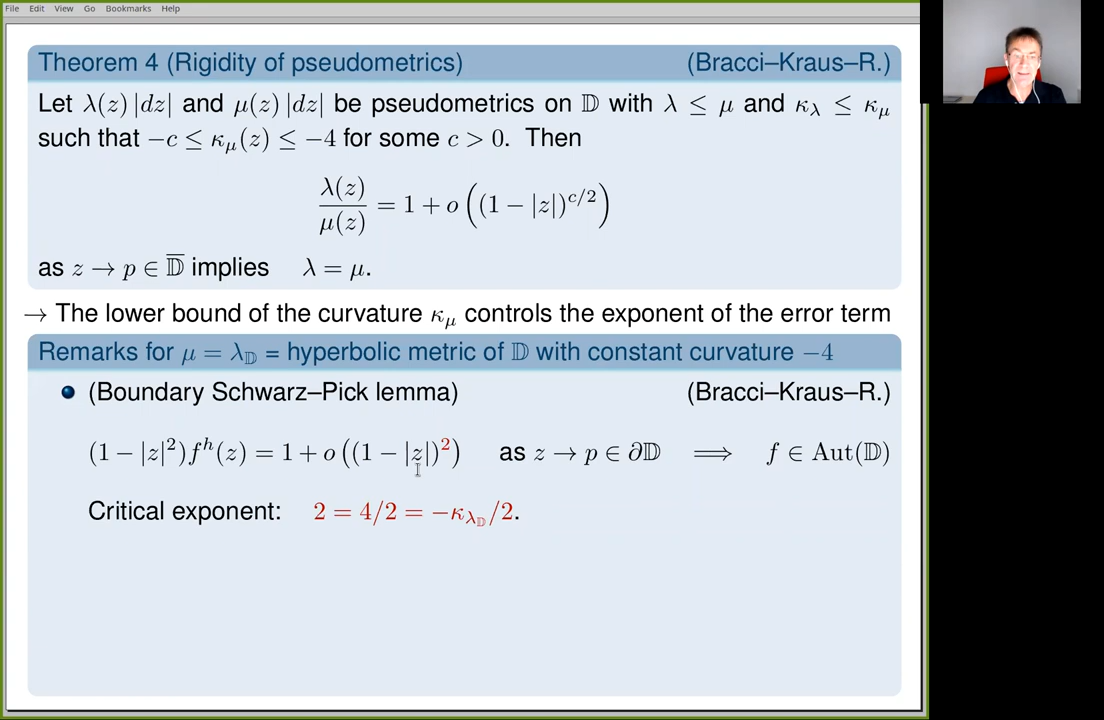 File Edit View Go Bookmarks Help
Theorem 4 (Rigidity of pseudometrics) (Bracci–Kraus–R.)
Let λ(z) |dz| and μ(z) |dz| be pseudometrics on 𝔻 with λ ≤ μ and κ_λ ≤ κ_μ
such that −c ≤ κ_μ(z) ≤ −4 for some c > 0. Then
λ(z)/μ(z) = 1 + o((1 − |z|)^{c/2})
as z → p ∈ 𝔻̅ implies λ = μ.
→ The lower bound of the curvature κ_μ controls the exponent of the error term
Remarks for μ = λ_𝔻 = hyperbolic metric of 𝔻 with constant curvature −4
(Boundary Schwarz–Pick lemma) (Bracci–Kraus–R.)
(1 − |z|²)f^h(z) = 1 + o((1 − |z|)²) as z → p ∈ ∂𝔻 ⟹ f ∈ Aut(𝔻)
Critical exponent: 2 = 4/2 = −κ_{λ_𝔻}/2.